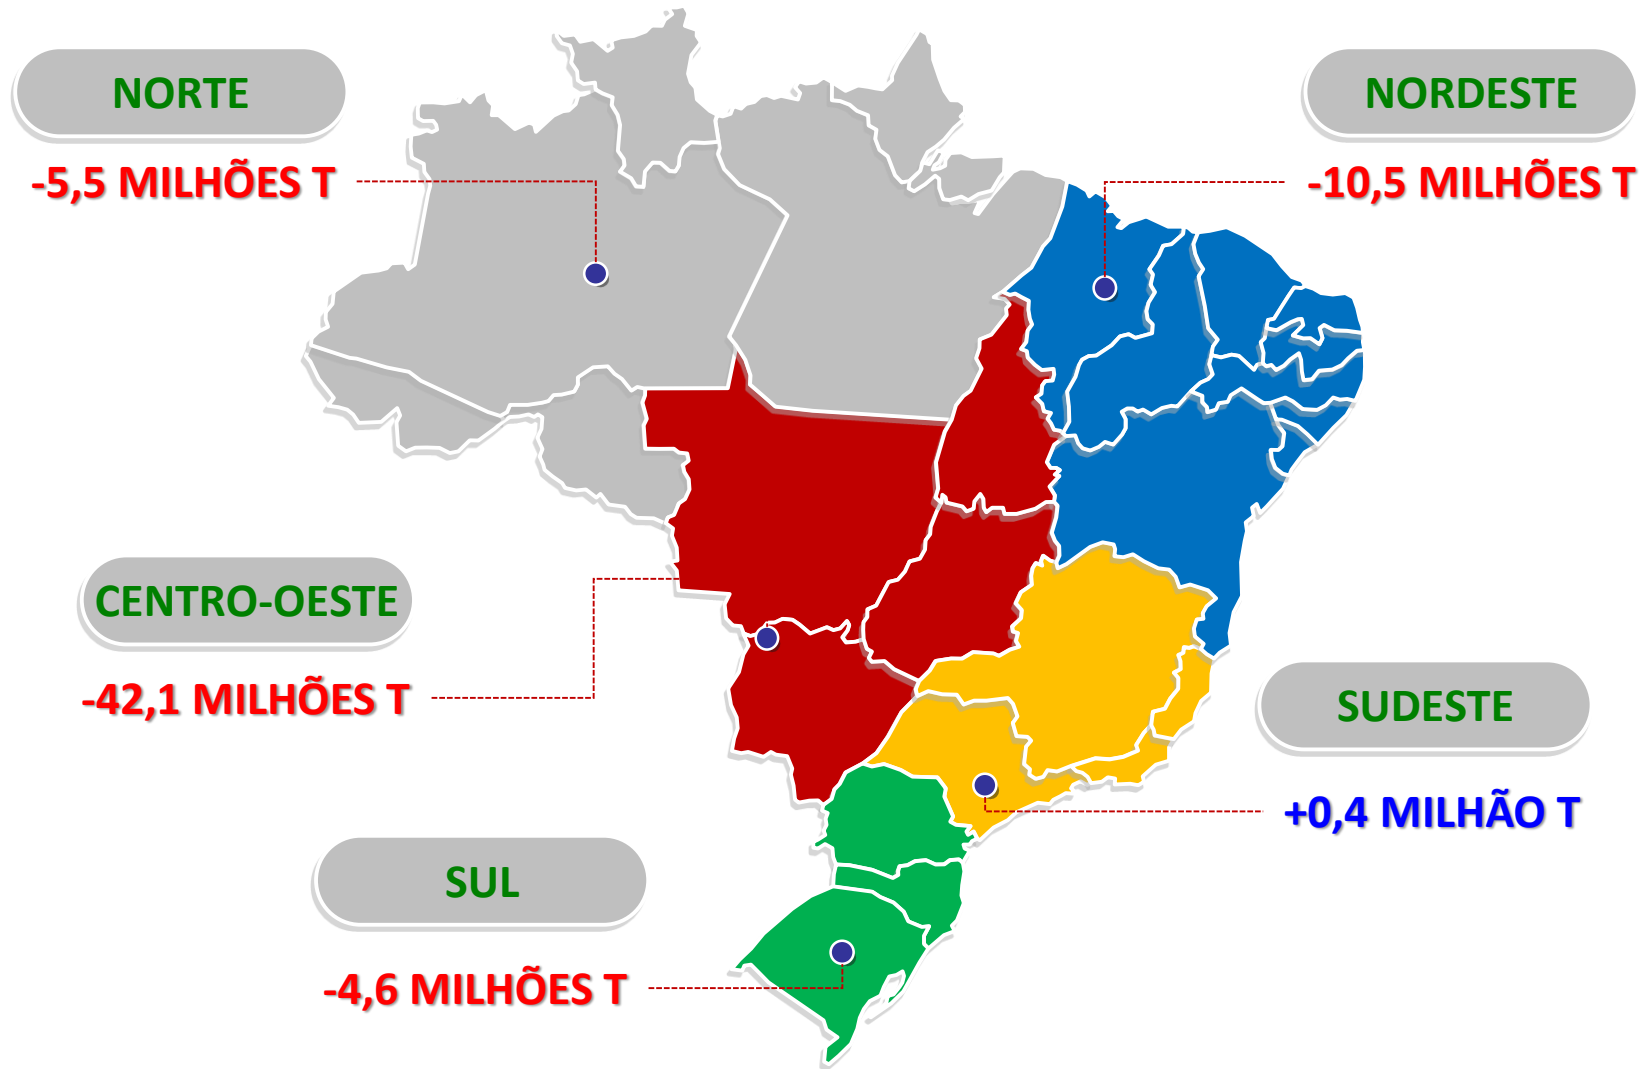 NORTE
-5,5 MILHÕES T
NORDESTE
-10,5 MILHÕES T
CENTRO-OESTE
-42,1 MILHÕES T
SUDESTE
+0,4 MILHÃO T
SUL
-4,6 MILHÕES T